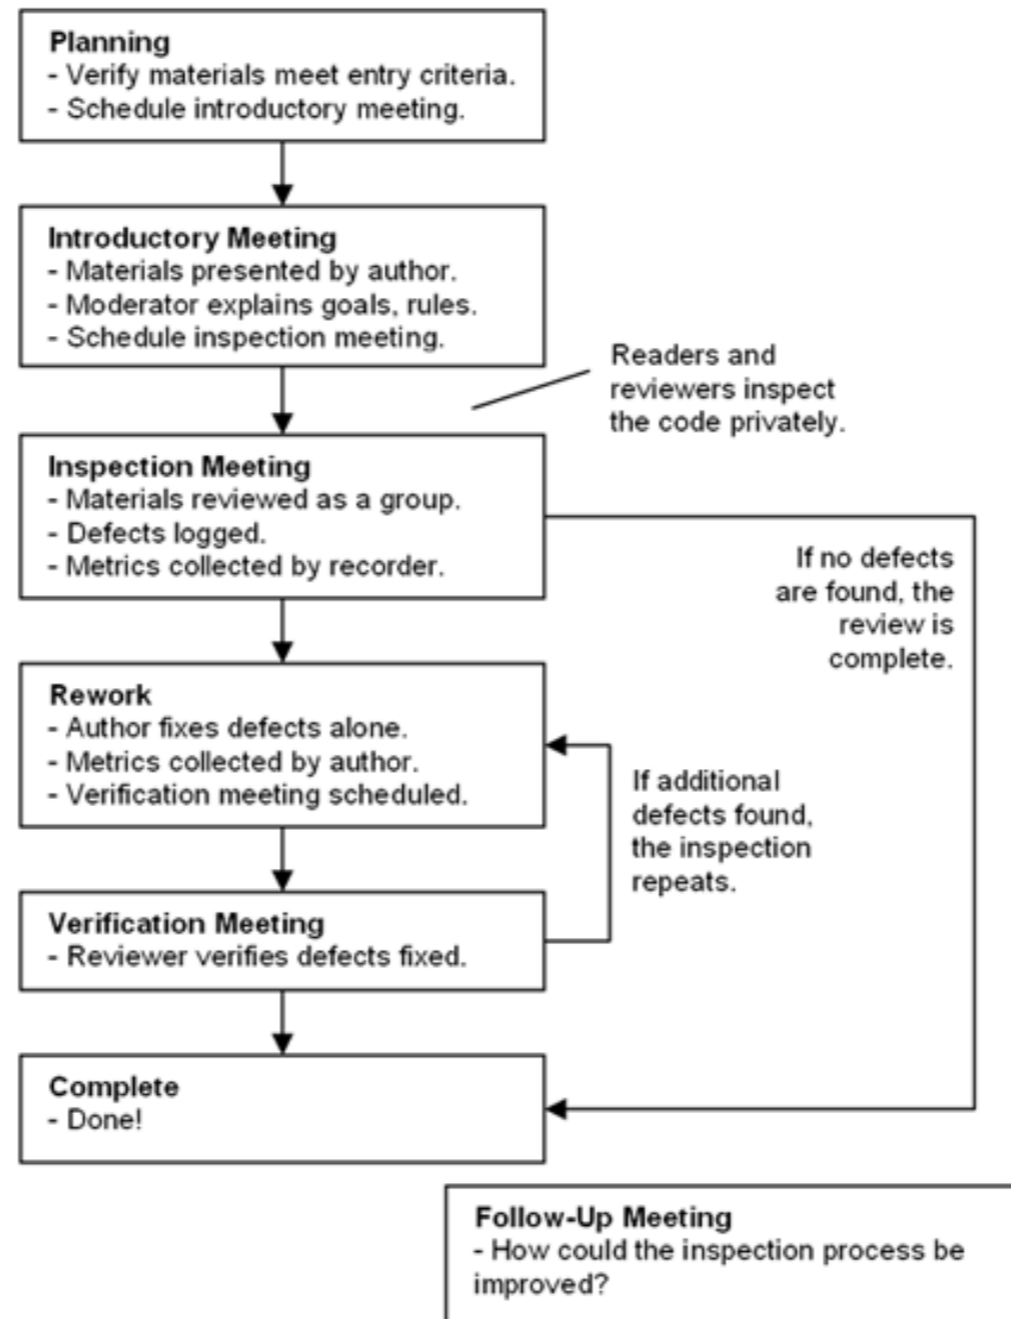 Planning
- Verify materials meet entry criteria.
- Schedule introductory meeting.
Introductory Meeting
- Materials presented by author.
- Moderator explains goals, rules.
- Schedule inspection meeting.
Readers and
reviewers inspect
the code privately.
Inspection Meeting
- Materials reviewed as a group.
- Defects logged.
- Metrics collected by recorder.
If no defects
are found, the
review is
complete.
Rework
- Author fixes defects alone.
- Metrics collected by author.
- Verification meeting scheduled.
If additional
defects found,
the inspection
repeats.
Verification Meeting
- Reviewer verifies defects fixed.
Complete
- Done!
Follow-Up Meeting
- How could the inspection process be
improved?